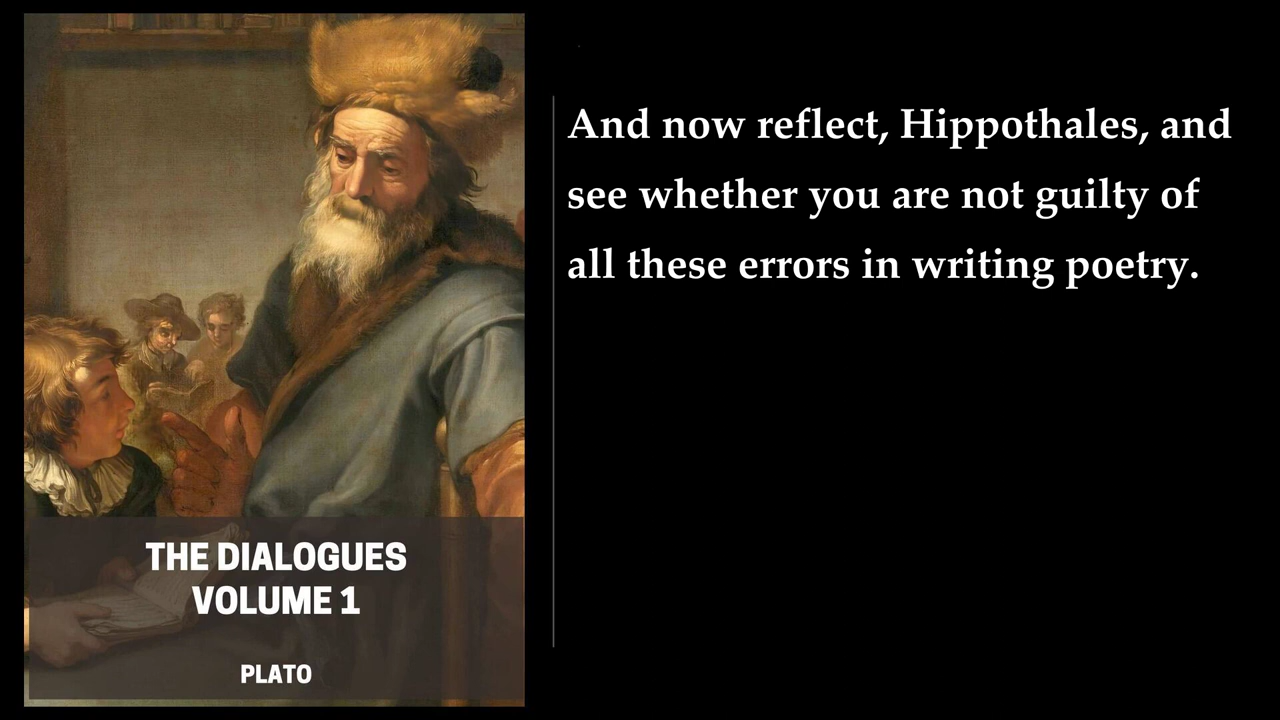 And now reflect, Hippothales, and
see whether you are not guilty of
all these errors in writing poetry.
THE DIALOGUES
VOLUME 1
PLATO